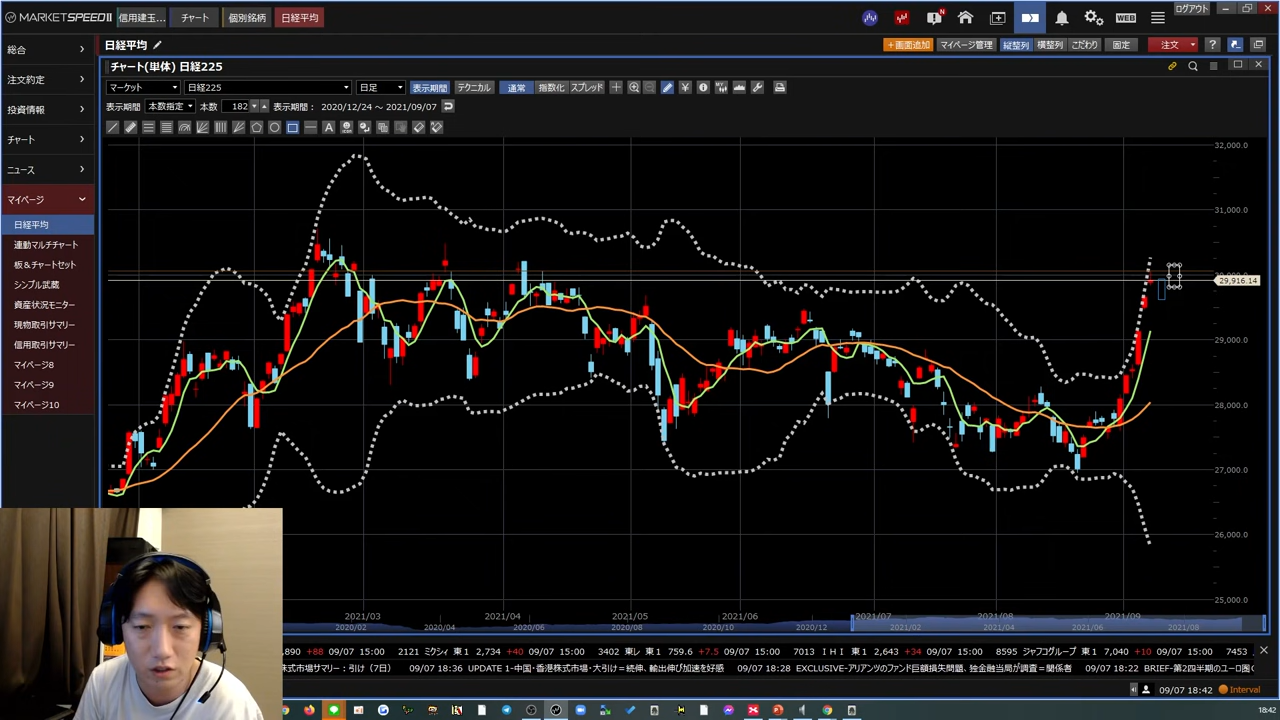 MARKETSPEED II 信用建玉... チャート 個別銘柄 日経平均 N WEB ログアウト
総合
注文約定
投資情報
チャート
ニュース
マイページ
日経平均
連動マルチチャート
板＆チャートセット
シンプル武蔵
資産状況モニター
現物取引サマリー
信用取引サマリー
マイページ8
マイページ9
マイページ10
日経平均 ＋画面追加 マイページ管理 縦整列 横整列 こだわり 固定 注文 ?
チャート(単体) 日経225
マーケット 日経225 日足 表示期間 テクニカル 通常 指数化 スプレッド
表示期間 本数指定 本数 182 表示期間： 2020/12/24 ～ 2021/09/07
32,000.0
31,000.0
29,916.14
29,000.0
28,000.0
27,000.0
26,000.0
25,000.0
2021/03 2021/04 2021/05 2021/06 2021/07 2021/08 2021/09
2020/02 2020/04 2020/06 2020/08 2020/10 2020/12 2021/02 2021/04 2021/06 2021/08
,890 +88 09/07 15:00 2121 ミクシィ 東1 2,734 +40 09/07 15:00 3402 東レ 東1 759.6 +7.5 09/07 15:00 7013 ＩＨＩ 東1 2,643 +34 09/07 15:00 8595 ジャフコグループ 東1 7,040 +10 09/07 15:00 7453
株式市場サマリー：引け（7日） 09/07 18:36 UPDATE 1-中国・香港株式市場・大引け＝続伸、輸出伸び加速を好感 09/07 18:28 EXCLUSIVE-アリアンツのファンド巨額損失問題、独金融当局が調査＝関係者 09/07 18:22 BRIEF-第2四半期のユーロ圏G
09/07 18:42 Interval
18:42